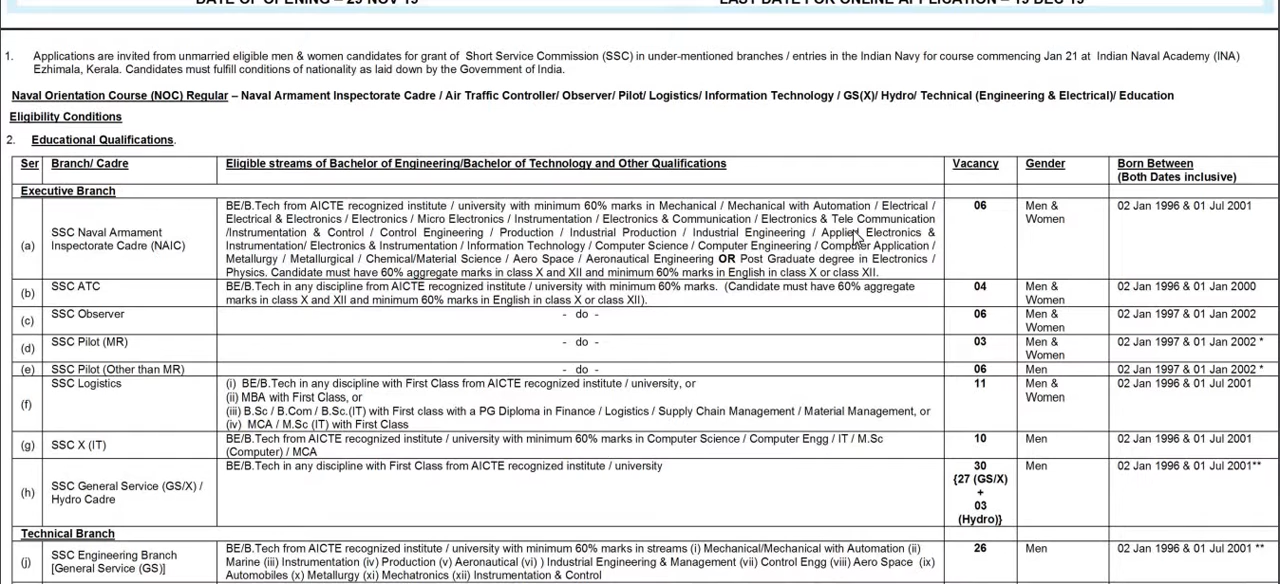 DATE OF OPENING – 29 NOV 19 LAST DATE FOR ONLINE APPLICATION – 19 DEC 19
1. Applications are invited from unmarried eligible men & women candidates for grant of Short Service Commission (SSC) in under-mentioned branches / entries in the Indian Navy for course commencing Jan 21 at Indian Naval Academy (INA)
Ezhimala, Kerala. Candidates must fulfill conditions of nationality as laid down by the Government of India.
Naval Orientation Course (NOC) Regular – Naval Armament Inspectorate Cadre / Air Traffic Controller/ Observer/ Pilot/ Logistics/ Information Technology / GS(X)/ Hydro/ Technical (Engineering & Electrical)/ Education
Eligibility Conditions
2. Educational Qualifications.
Ser Branch/ Cadre Eligible streams of Bachelor of Engineering/Bachelor of Technology and Other Qualifications Vacancy Gender Born Between
(Both Dates inclusive)
Executive Branch
(a) SSC Naval Armament
Inspectorate Cadre (NAIC)
BE/B.Tech from AICTE recognized institute / university with minimum 60% marks in Mechanical / Mechanical with Automation / Electrical /
Electrical & Electronics / Electronics / Micro Electronics / Instrumentation / Electronics & Communication / Electronics & Tele Communication
/Instrumentation & Control / Control Engineering / Production / Industrial Production / Industrial Engineering / Applied Electronics &
Instrumentation/ Electronics & Instrumentation / Information Technology / Computer Science / Computer Engineering / Computer Application /
Metallurgy / Metallurgical / Chemical/Material Science / Aero Space / Aeronautical Engineering OR Post Graduate degree in Electronics /
Physics. Candidate must have 60% aggregate marks in class X and XII and minimum 60% marks in English in class X or class XII.
06 Men &
Women
02 Jan 1996 & 01 Jul 2001
(b) SSC ATC
BE/B.Tech in any discipline from AICTE recognized institute / university with minimum 60% marks. (Candidate must have 60% aggregate
marks in class X and XII and minimum 60% marks in English in class X or class XII).
04 Men &
Women
02 Jan 1996 & 01 Jan 2000
(c) SSC Observer - do - 06 Men &
Women
02 Jan 1997 & 01 Jan 2002
(d) SSC Pilot (MR) - do - 03 Men &
Women
02 Jan 1997 & 01 Jan 2002 *
(e) SSC Pilot (Other than MR) - do - 06 Men 02 Jan 1997 & 01 Jan 2002 *
(f) SSC Logistics
(i) BE/B.Tech in any discipline with First Class from AICTE recognized institute / university, or
(ii) MBA with First Class, or
(iii) B.Sc / B.Com / B.Sc.(IT) with First class with a PG Diploma in Finance / Logistics / Supply Chain Management / Material Management, or
(iv) MCA / M.Sc (IT) with First Class
11 Men &
Women
02 Jan 1996 & 01 Jul 2001
(g) SSC X (IT)
BE/B.Tech from AICTE recognized institute / university with minimum 60% marks in Computer Science / Computer Engg / IT / M.Sc
(Computer) / MCA
10 Men 02 Jan 1996 & 01 Jul 2001
(h) SSC General Service (GS/X) /
Hydro Cadre
BE/B.Tech in any discipline with First Class from AICTE recognized institute / university
30
{27 (GS/X)
+
03
(Hydro)}
Men 02 Jan 1996 & 01 Jul 2001**
Technical Branch
(j) SSC Engineering Branch
[General Service (GS)]
BE/B.Tech from AICTE recognized institute / university with minimum 60% marks in streams (i) Mechanical/Mechanical with Automation (ii)
Marine (iii) Instrumentation (iv) Production (v) Aeronautical (vi) ) Industrial Engineering & Management (vii) Control Engg (viii) Aero Space (ix)
Automobiles (x) Metallurgy (xi) Mechatronics (xii) Instrumentation & Control
26 Men 02 Jan 1996 & 01 Jul 2001 **